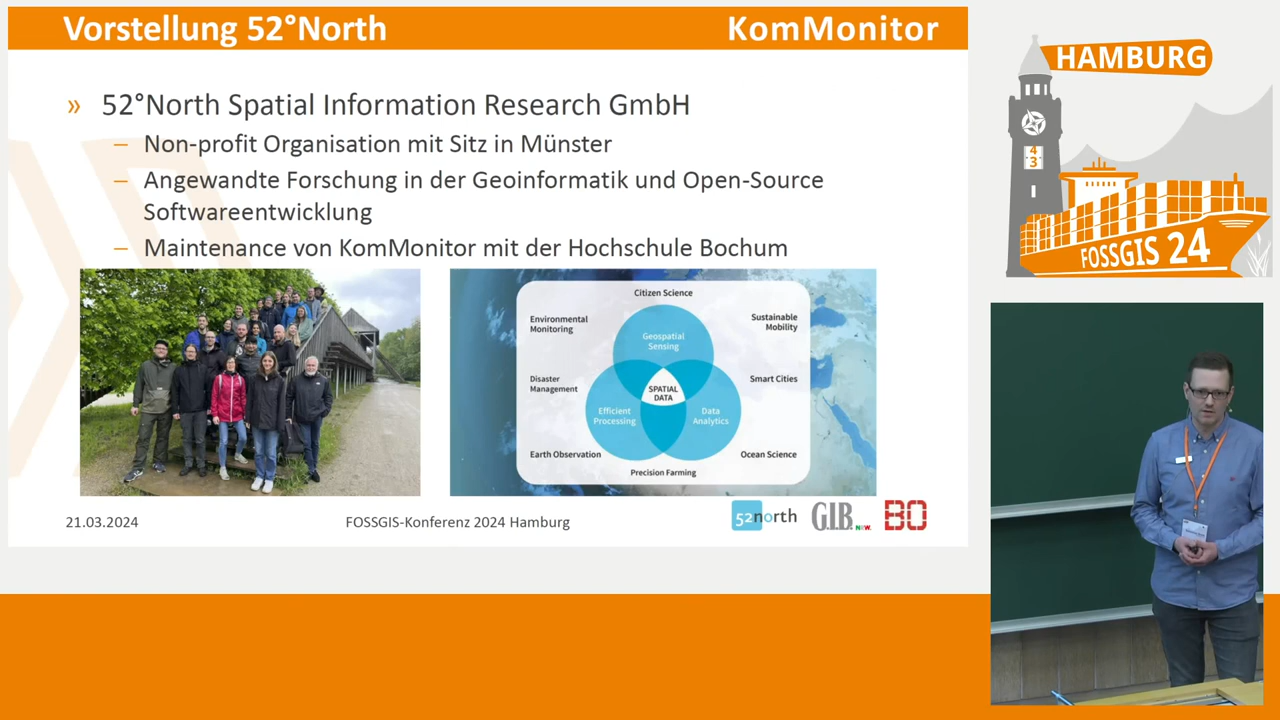 Vorstellung 52°North
KomMonitor
» 52°North Spatial Information Research GmbH
– Non-profit Organisation mit Sitz in Münster
– Angewandte Forschung in der Geoinformatik und Open-Source
Softwareentwicklung
– Maintenance von KomMonitor mit der Hochschule Bochum
Citizen Science
Environmental
Monitoring
Sustainable
Mobility
Geospatial
Sensing
Disaster
Management
SPATIAL
DATA
Smart Cities
Efficient
Processing
Data
Analytics
Earth Observation
Ocean Science
Precision Farming
21.03.2024
FOSSGIS-Konferenz 2024 Hamburg
52north
G.I.B.
NRW.
BO
HAMBURG
4
3
FOSSGIS 24